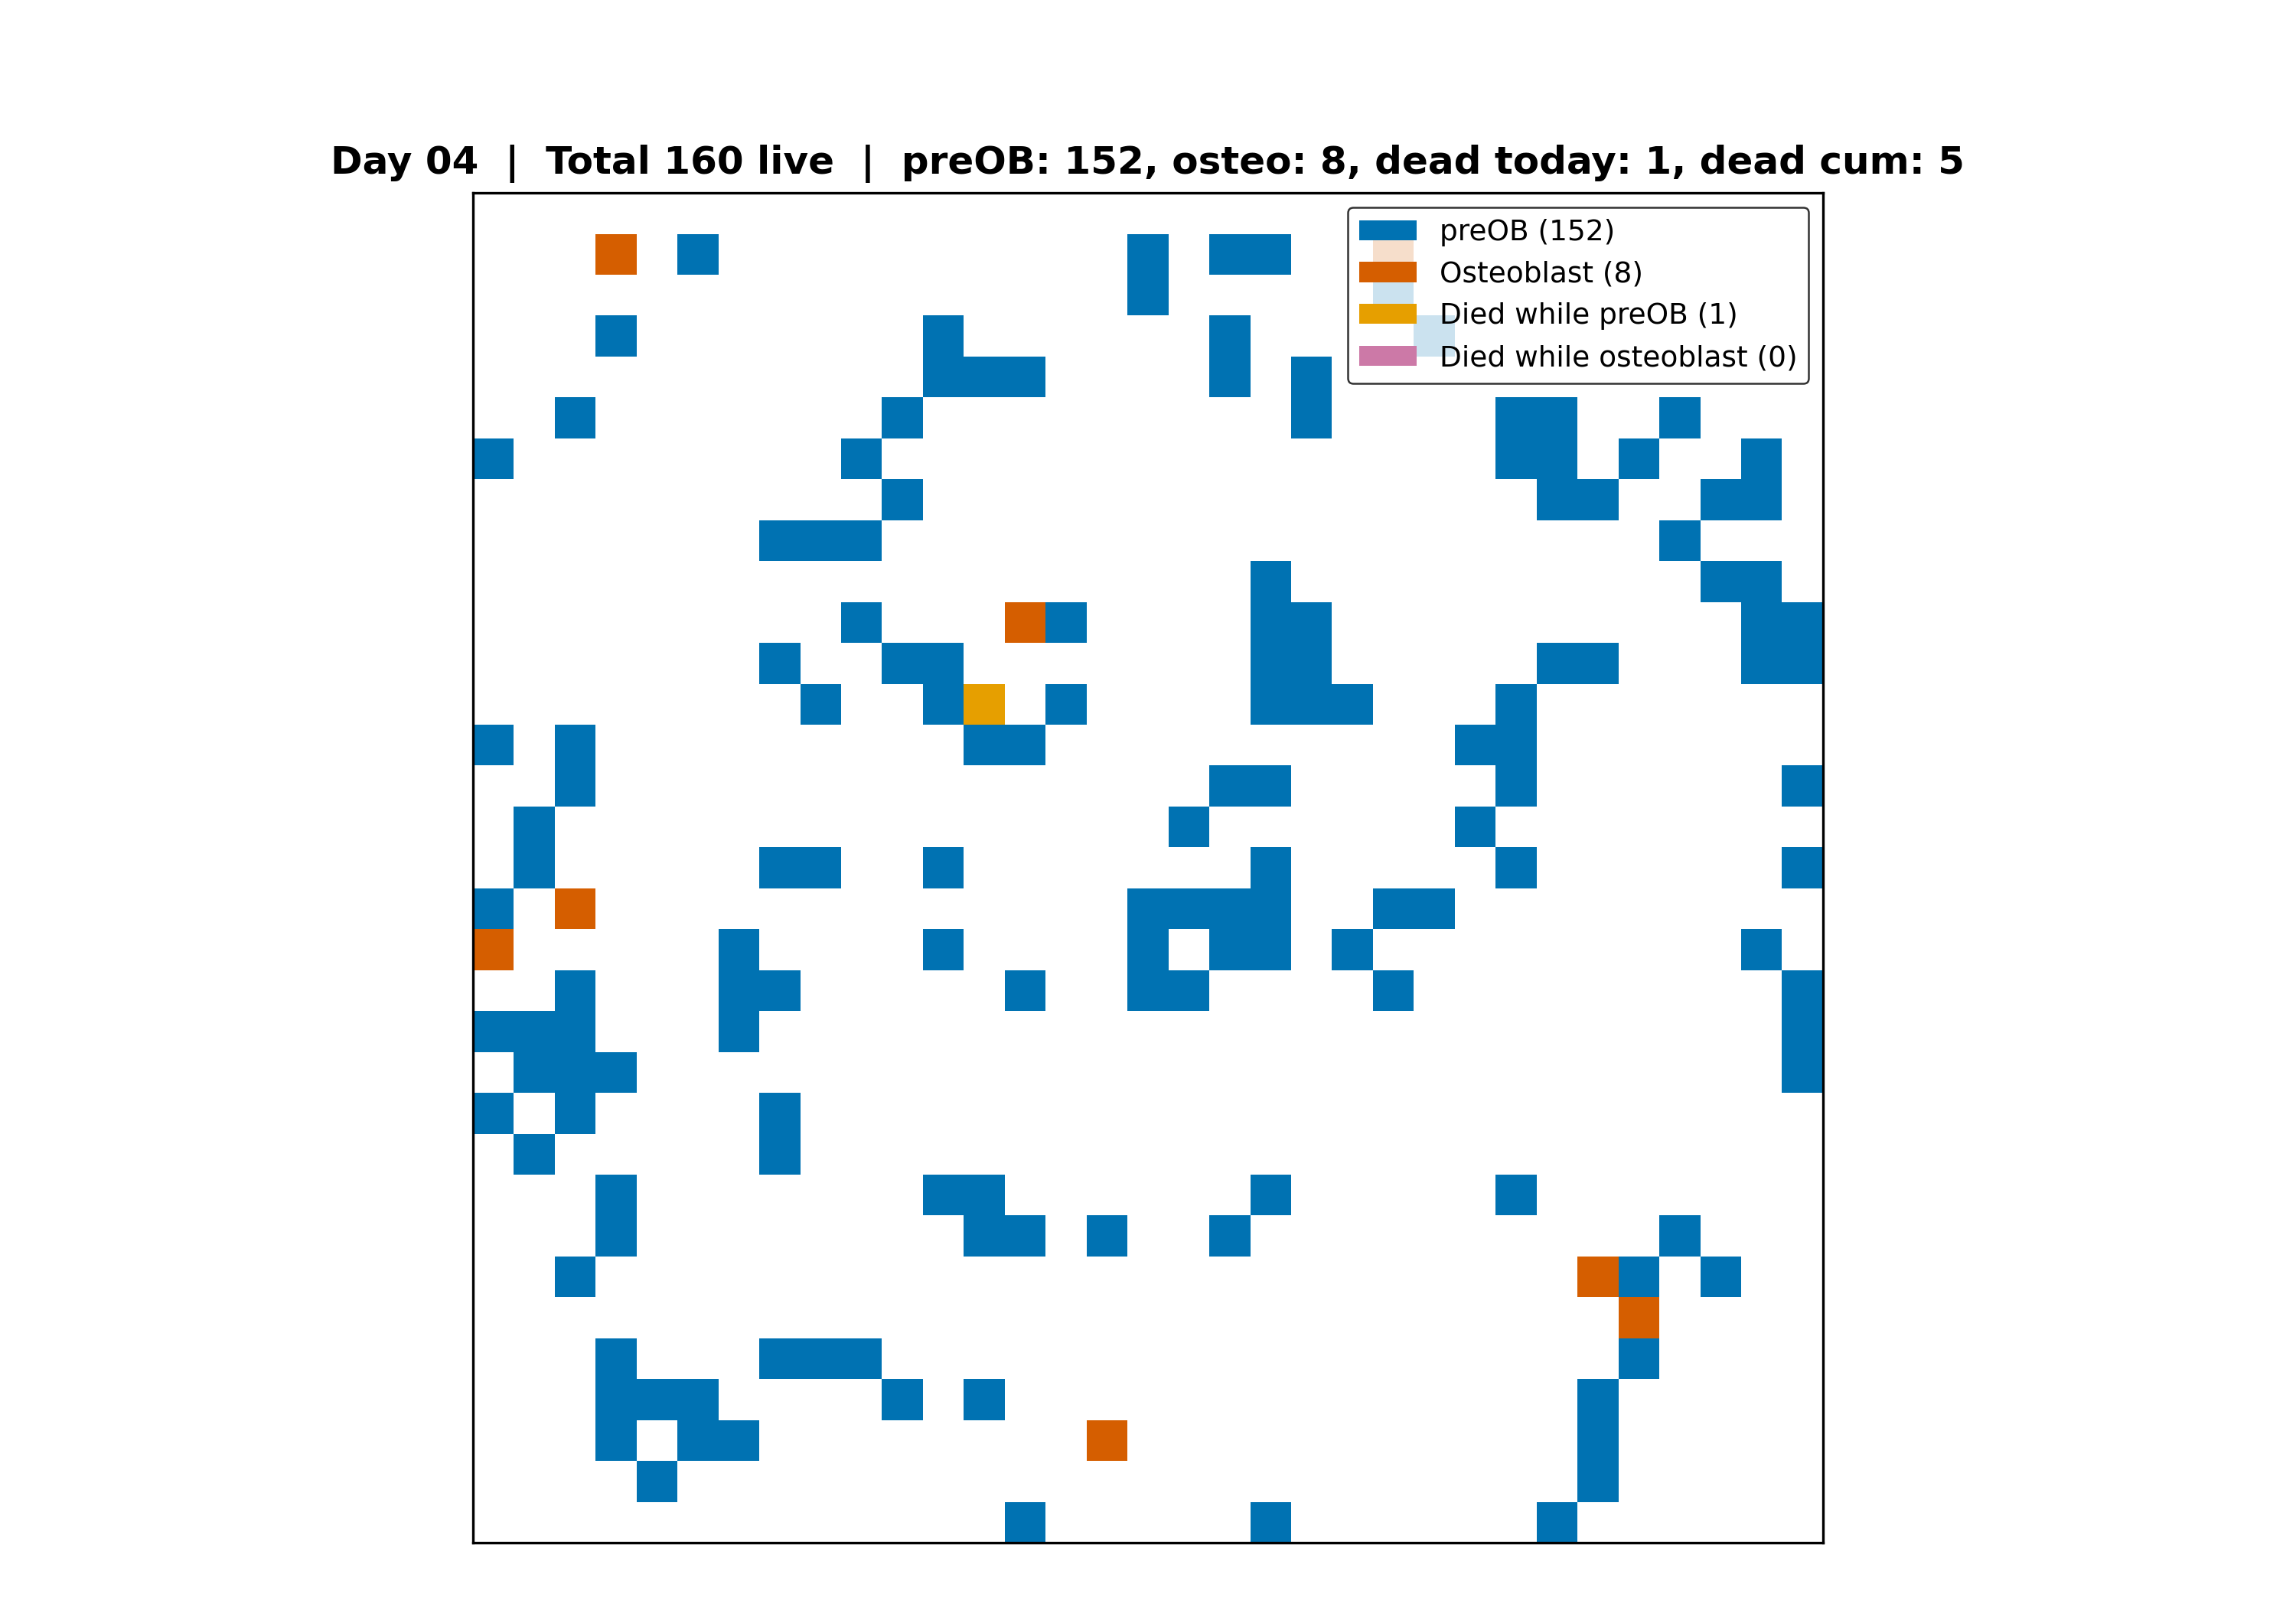 Day 04 | Total 160 live | preOB: 152, osteo: 8, dead today: 1, dead cum: 5
preOB (152)
Osteoblast (8)
Died while preOB (1)
Died while osteoblast (0)